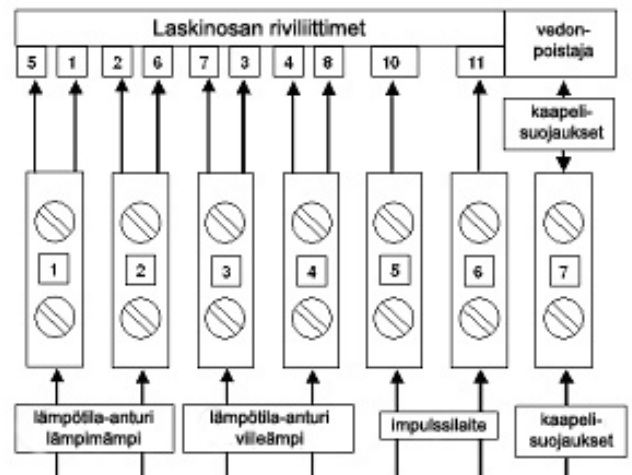 Laskinosan riviliittimet
vedon-
poistaja
5 1 2 6 7 3 4 8 10 11
kaapeli-
suojaukset
1 2 3 4 5 6 7
lämpötila-anturi
lämpimämpi
lämpötila-anturi
viileämpi
impulssilaite
kaapeli-
suojaukset